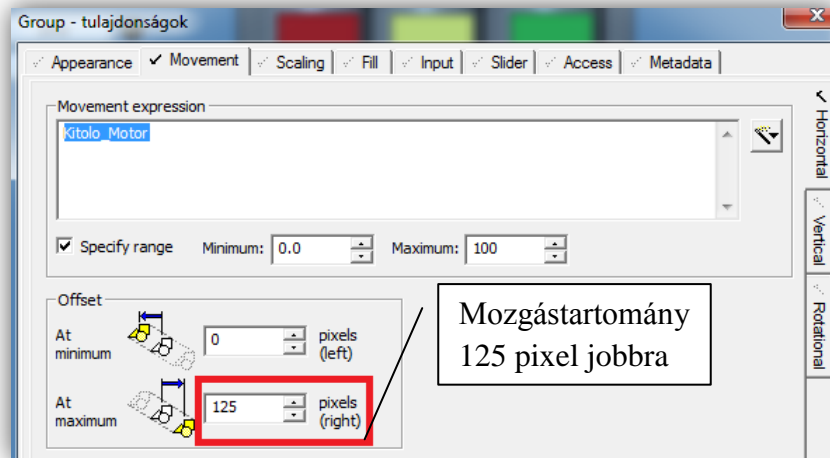 Group - tulajdonságok
Appearance Movement Scaling Fill Input Slider Access Metadata
Movement expression
Kitolo_Motor
Specify range Minimum: 0.0 Maximum: 100
Offset
At minimum 0 pixels (left)
At maximum 125 pixels (right)
Mozgástartomány
125 pixel jobbra
Horizontal
Vertical
Rotational